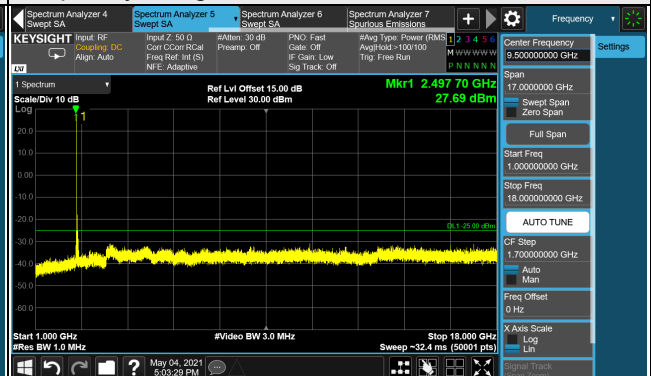 Spectrum Analyzer 4
Swept SA
Spectrum Analyzer 5
Swept SA
Spectrum Analyzer 6
Swept SA
Spectrum Analyzer 7
Spurious Emissions
Frequency
KEYSIGHT
Input: RF
Coupling: DC
Align: Auto
Input Z: 50 Ω
Corr CCorr RCal
Freq Ref: Int (S)
NFE: Adaptive
#Atten: 30 dB
Preamp: Off
PNO: Fast
Gate: Off
IF Gain: Low
Sig Track: Off
#Avg Type: Power (RMS
Avg|Hold:>100/100
Trig: Free Run
1 2 3 4 5 6
M W W W W W
P N N N N N
LXI
1 Spectrum
Scale/Div 10 dB
Ref Lvl Offset 15.00 dB
Ref Level 30.00 dBm
Mkr1 2.497 70 GHz
27.69 dBm
Log
1
20.0
10.0
0.00
-10.0
-20.0
DL1 -25.00 dBm
-30.0
-40.0
-50.0
-60.0
Start 1.000 GHz
#Res BW 1.0 MHz
#Video BW 3.0 MHz
Stop 18.000 GHz
Sweep ~32.4 ms (50001 pts)
May 04, 2021
5:03:29 PM
Center Frequency
9.500000000 GHz
Settings
Span
17.0000000 GHz
Swept Span
Zero Span
Full Span
Start Freq
1.000000000 GHz
Stop Freq
18.000000000 GHz
AUTO TUNE
CF Step
1.700000000 GHz
Auto
Man
Freq Offset
0 Hz
X Axis Scale
Log
Lin
Signal Track